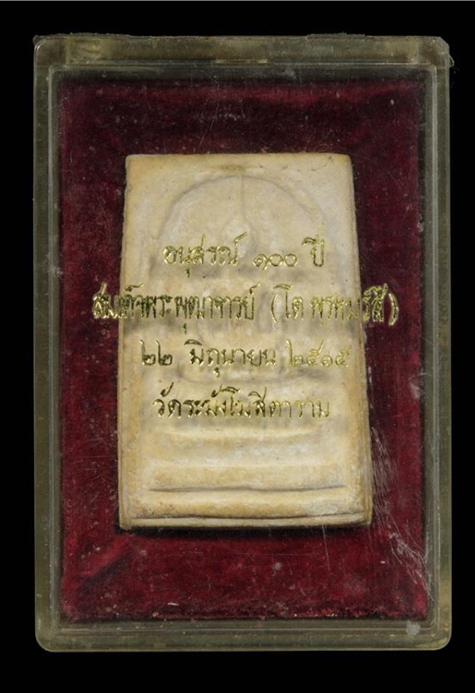 อนุสรณ์ ๑๐๐ ปี
สมเด็จพระพุฒาจารย์ (โต พรหมรํสี)
๒๒ มิถุนายน ๒๕๑๕
วัดระฆังโฆสิตาราม